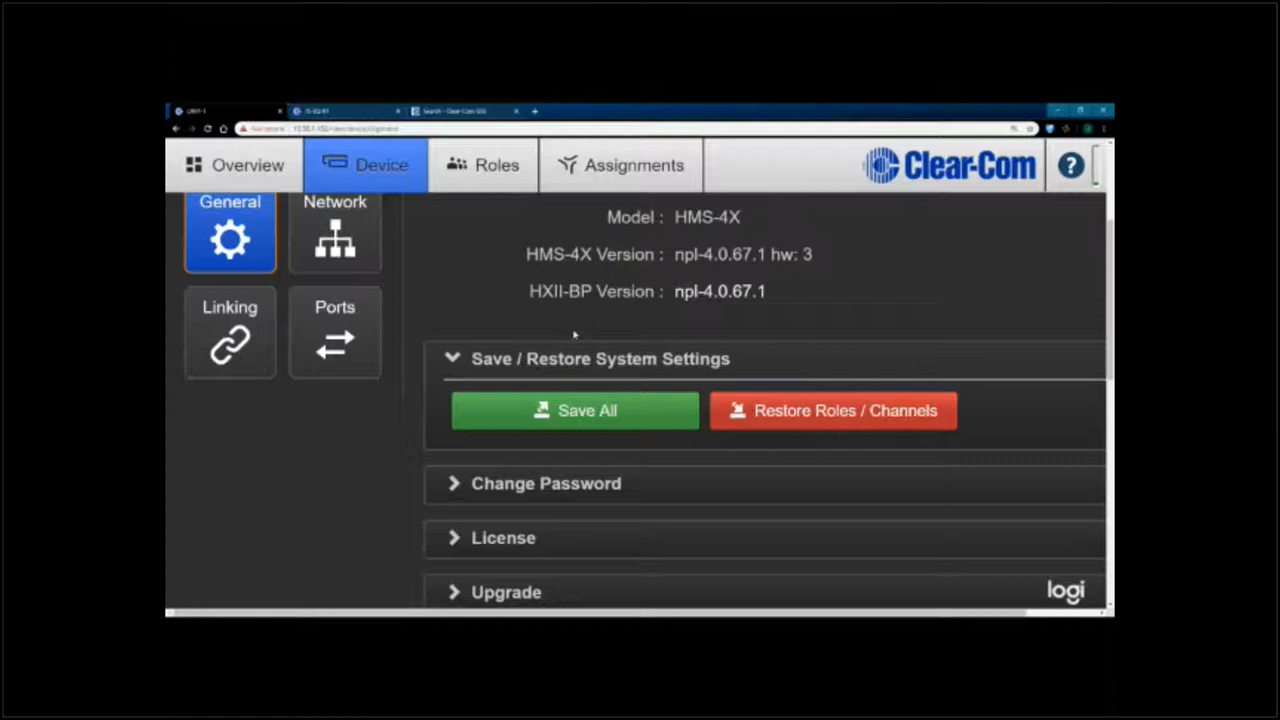 Overview
Device
Roles
Assignments
Clear-Com
?
General
Network
Linking
Ports
Model : HMS-4X
HMS-4X Version : npl-4.0.67.1 hw: 3
HXII-BP Version : npl-4.0.67.1
Save / Restore System Settings
Save All
Restore Roles / Channels
Change Password
License
Upgrade
logi